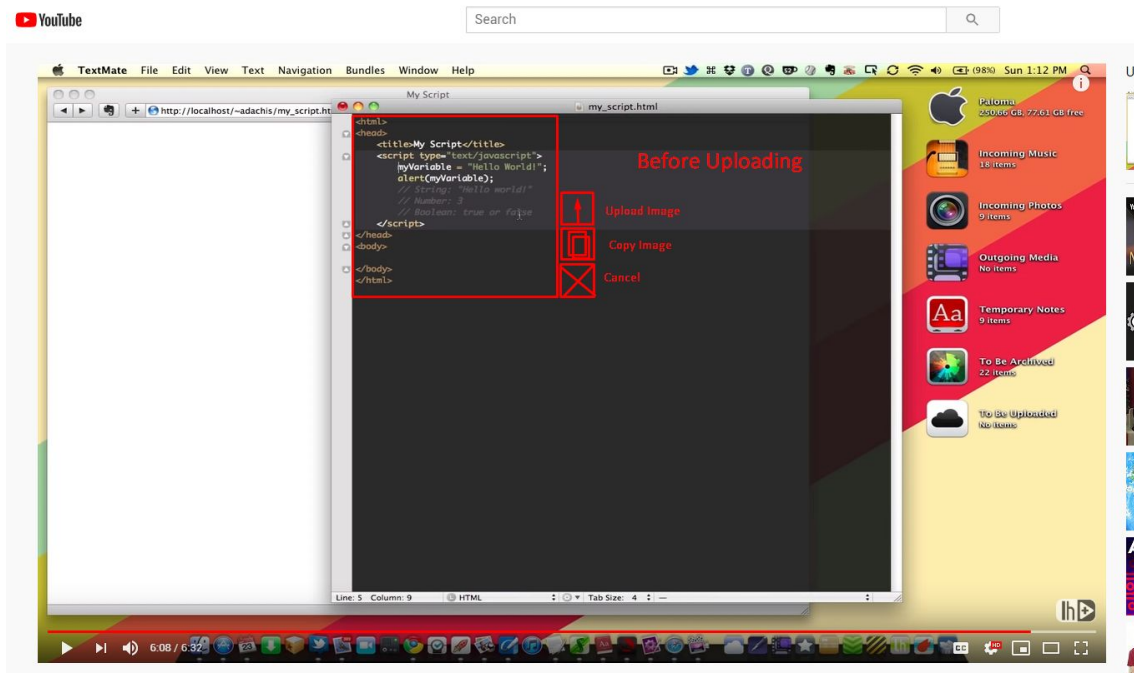 YouTube
Search
TextMate File Edit View Text Navigation Bundles Window Help
(98%) Sun 1:12 PM
My Script
http://localhost/~adachis/my_script.ht
my_script.html
<html>
<head>
<title>My Script</title>
<script type="text/javascript">
myVariable = "Hello World!";
alert(myVariable);
// String: "Hello world!"
// Number: 3
// Boolean: true or false
</script>
</head>
<body>
</body>
</html>
Before Uploading
Upload Image
Copy Image
Cancel
Paloma
250.66 GB, 77.61 GB free
Incoming Music
18 items
Incoming Photos
9 items
Outgoing Media
No items
Aa
Temporary Notes
9 items
To Be Archived
22 items
To Be Uploaded
No items
Line: 5 Column: 9 HTML Tab Size: 4
lh
6:08 / 6:32
CC HD